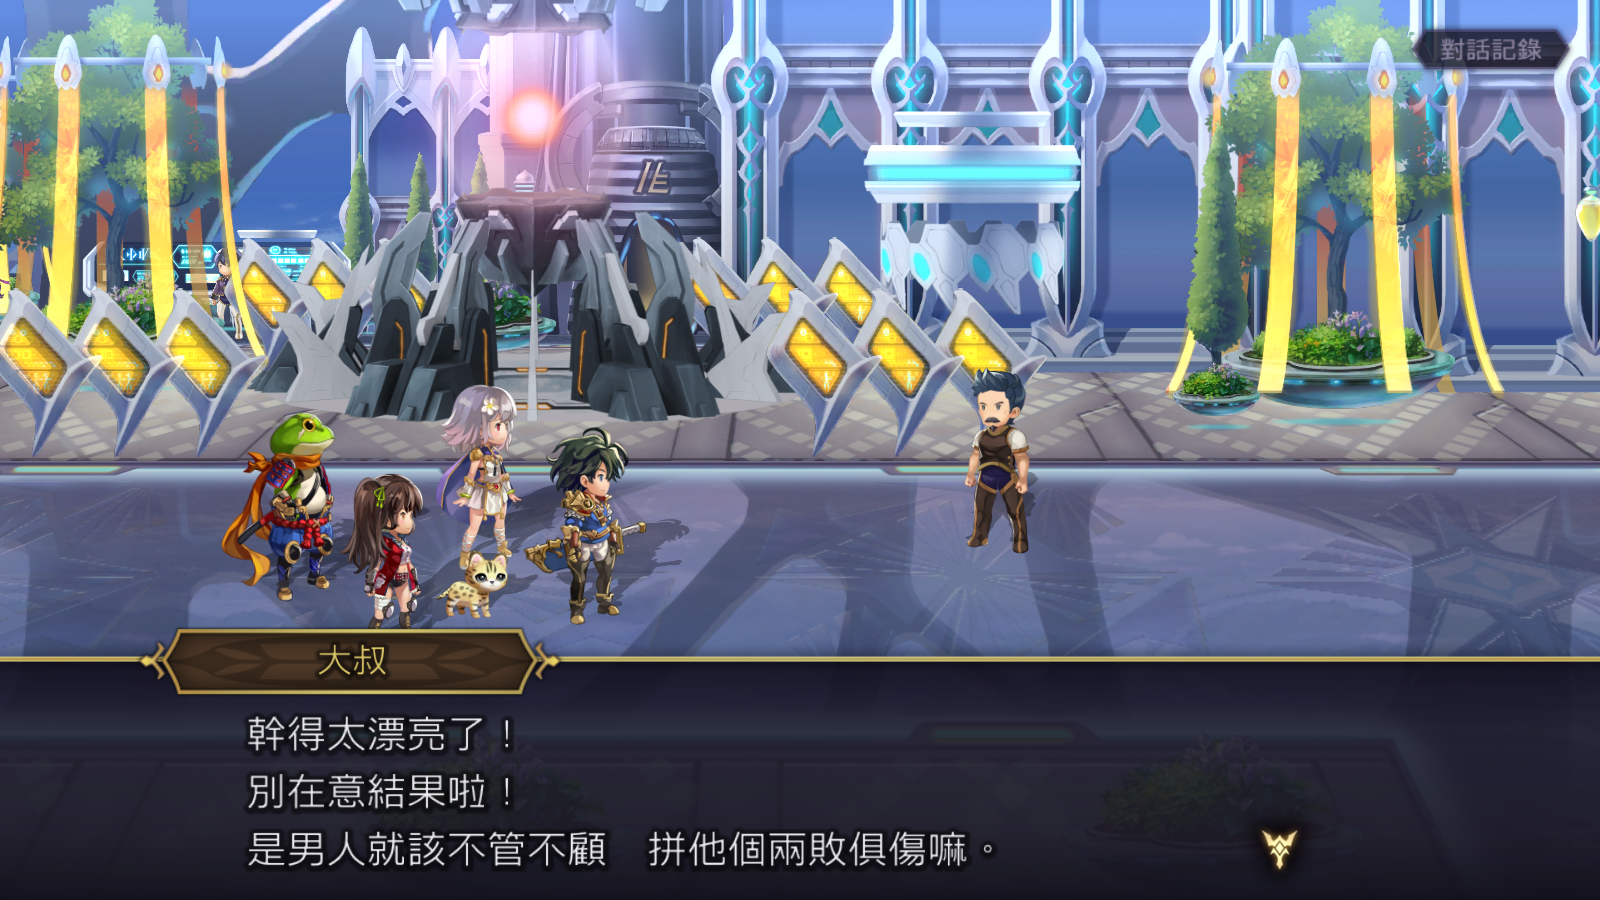 對話記錄
大叔
幹得太漂亮了！
別在意結果啦！
是男人就該不管不顧　拼他個兩敗俱傷嘛。